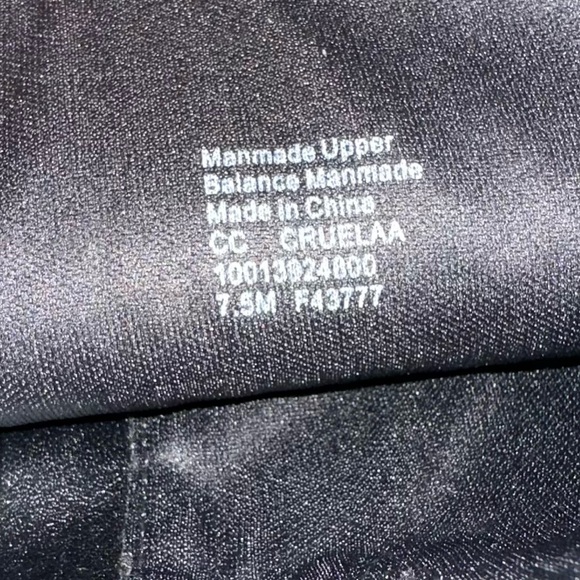 Manmade Upper
Balance Manmade
Made in China
CC GRUELAA
10013924800
7.5M F43777